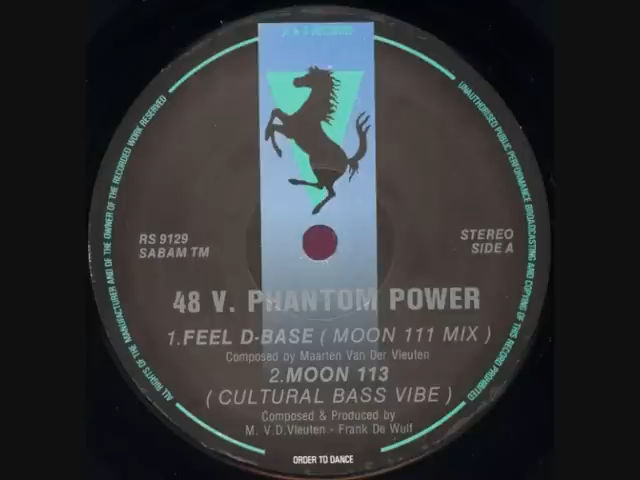 R & S RECORDS
ALL RIGHTS OF THE MANUFACTURER AND OF THE OWNER OF THE RECORDED WORK RESERVED
UNAUTHORISED PUBLIC PERFORMANCE BROADCASTING AND COPYING OF THIS RECORD PROHIBITED
RS 9129
SABAM TM
STEREO
SIDE A
48 V. PHANTOM POWER
1.FEEL D-BASE ( MOON 111 MIX )
Composed by Maarten Van Der Vleuten
2.MOON 113
( CULTURAL BASS VIBE )
Composed & Produced by
M. V.D.Vleuten - Frank De Wulf
ORDER TO DANCE